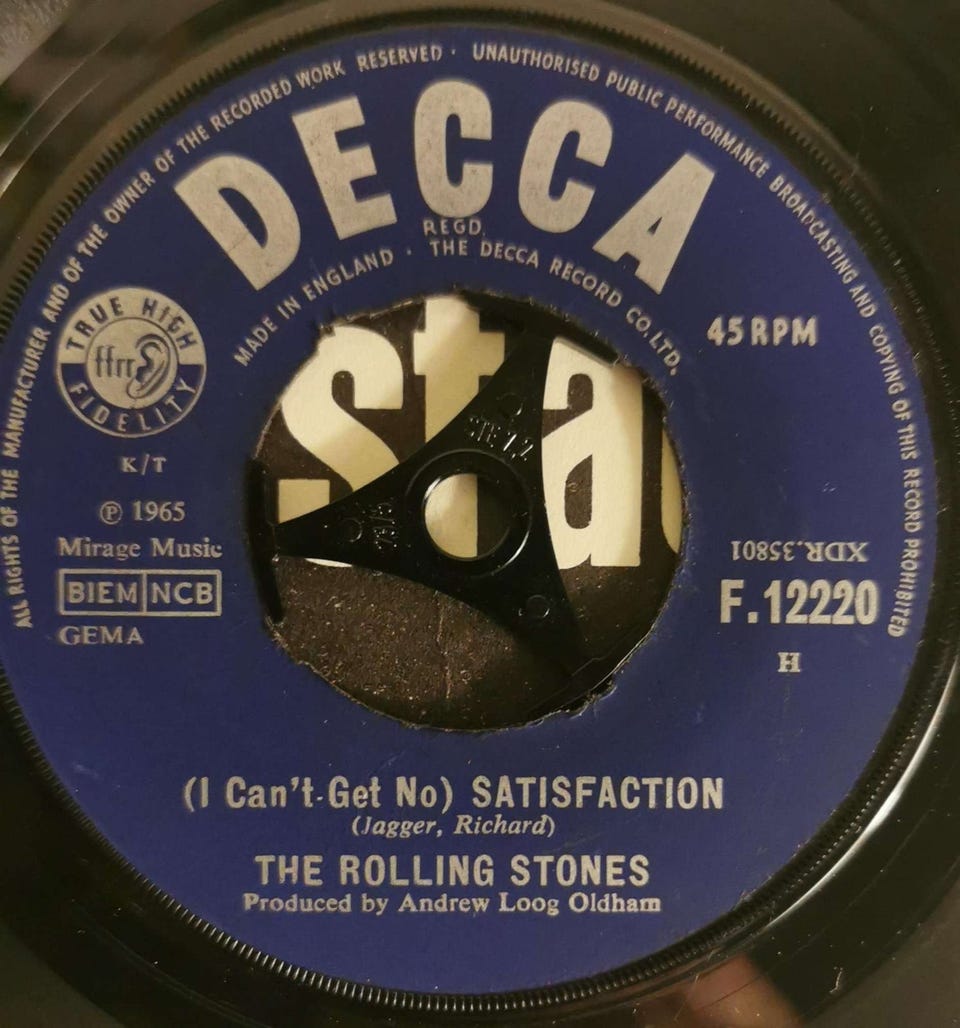 ALL RIGHTS OF THE MANUFACTURER AND OF THE OWNER OF THE RECORDED WORK RESERVED · UNAUTHORISED PUBLIC PERFORMANCE BROADCASTING AND COPYING OF THIS RECORD PROHIBITED
DECCA
REGD.
MADE IN ENGLAND · THE DECCA RECORD CO. LTD.
TRUE HIGH
ffrr
FIDELITY
45 RPM
K/T
℗ 1965
Mirage Music
BIEM NCB
GEMA
sta
XDR.35801
F.12220
H
(I Can't Get No) SATISFACTION
(Jagger, Richard)
THE ROLLING STONES
Produced by Andrew Loog Oldham